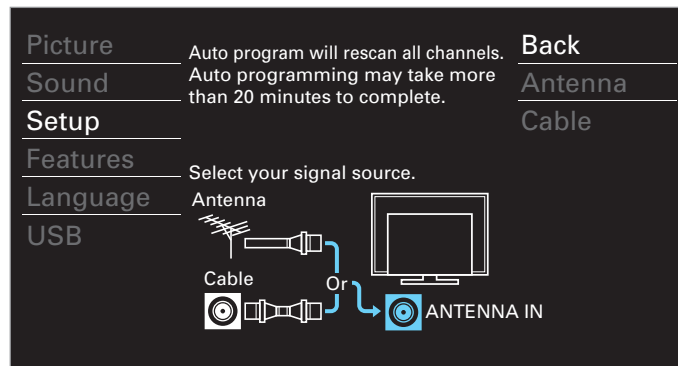 Picture
Sound
Setup
Features
Language
USB
Auto program will rescan all channels.
Auto programming may take more
than 20 minutes to complete.
Select your signal source.
Antenna
Cable
Or
ANTENNA IN
Back
Antenna
Cable